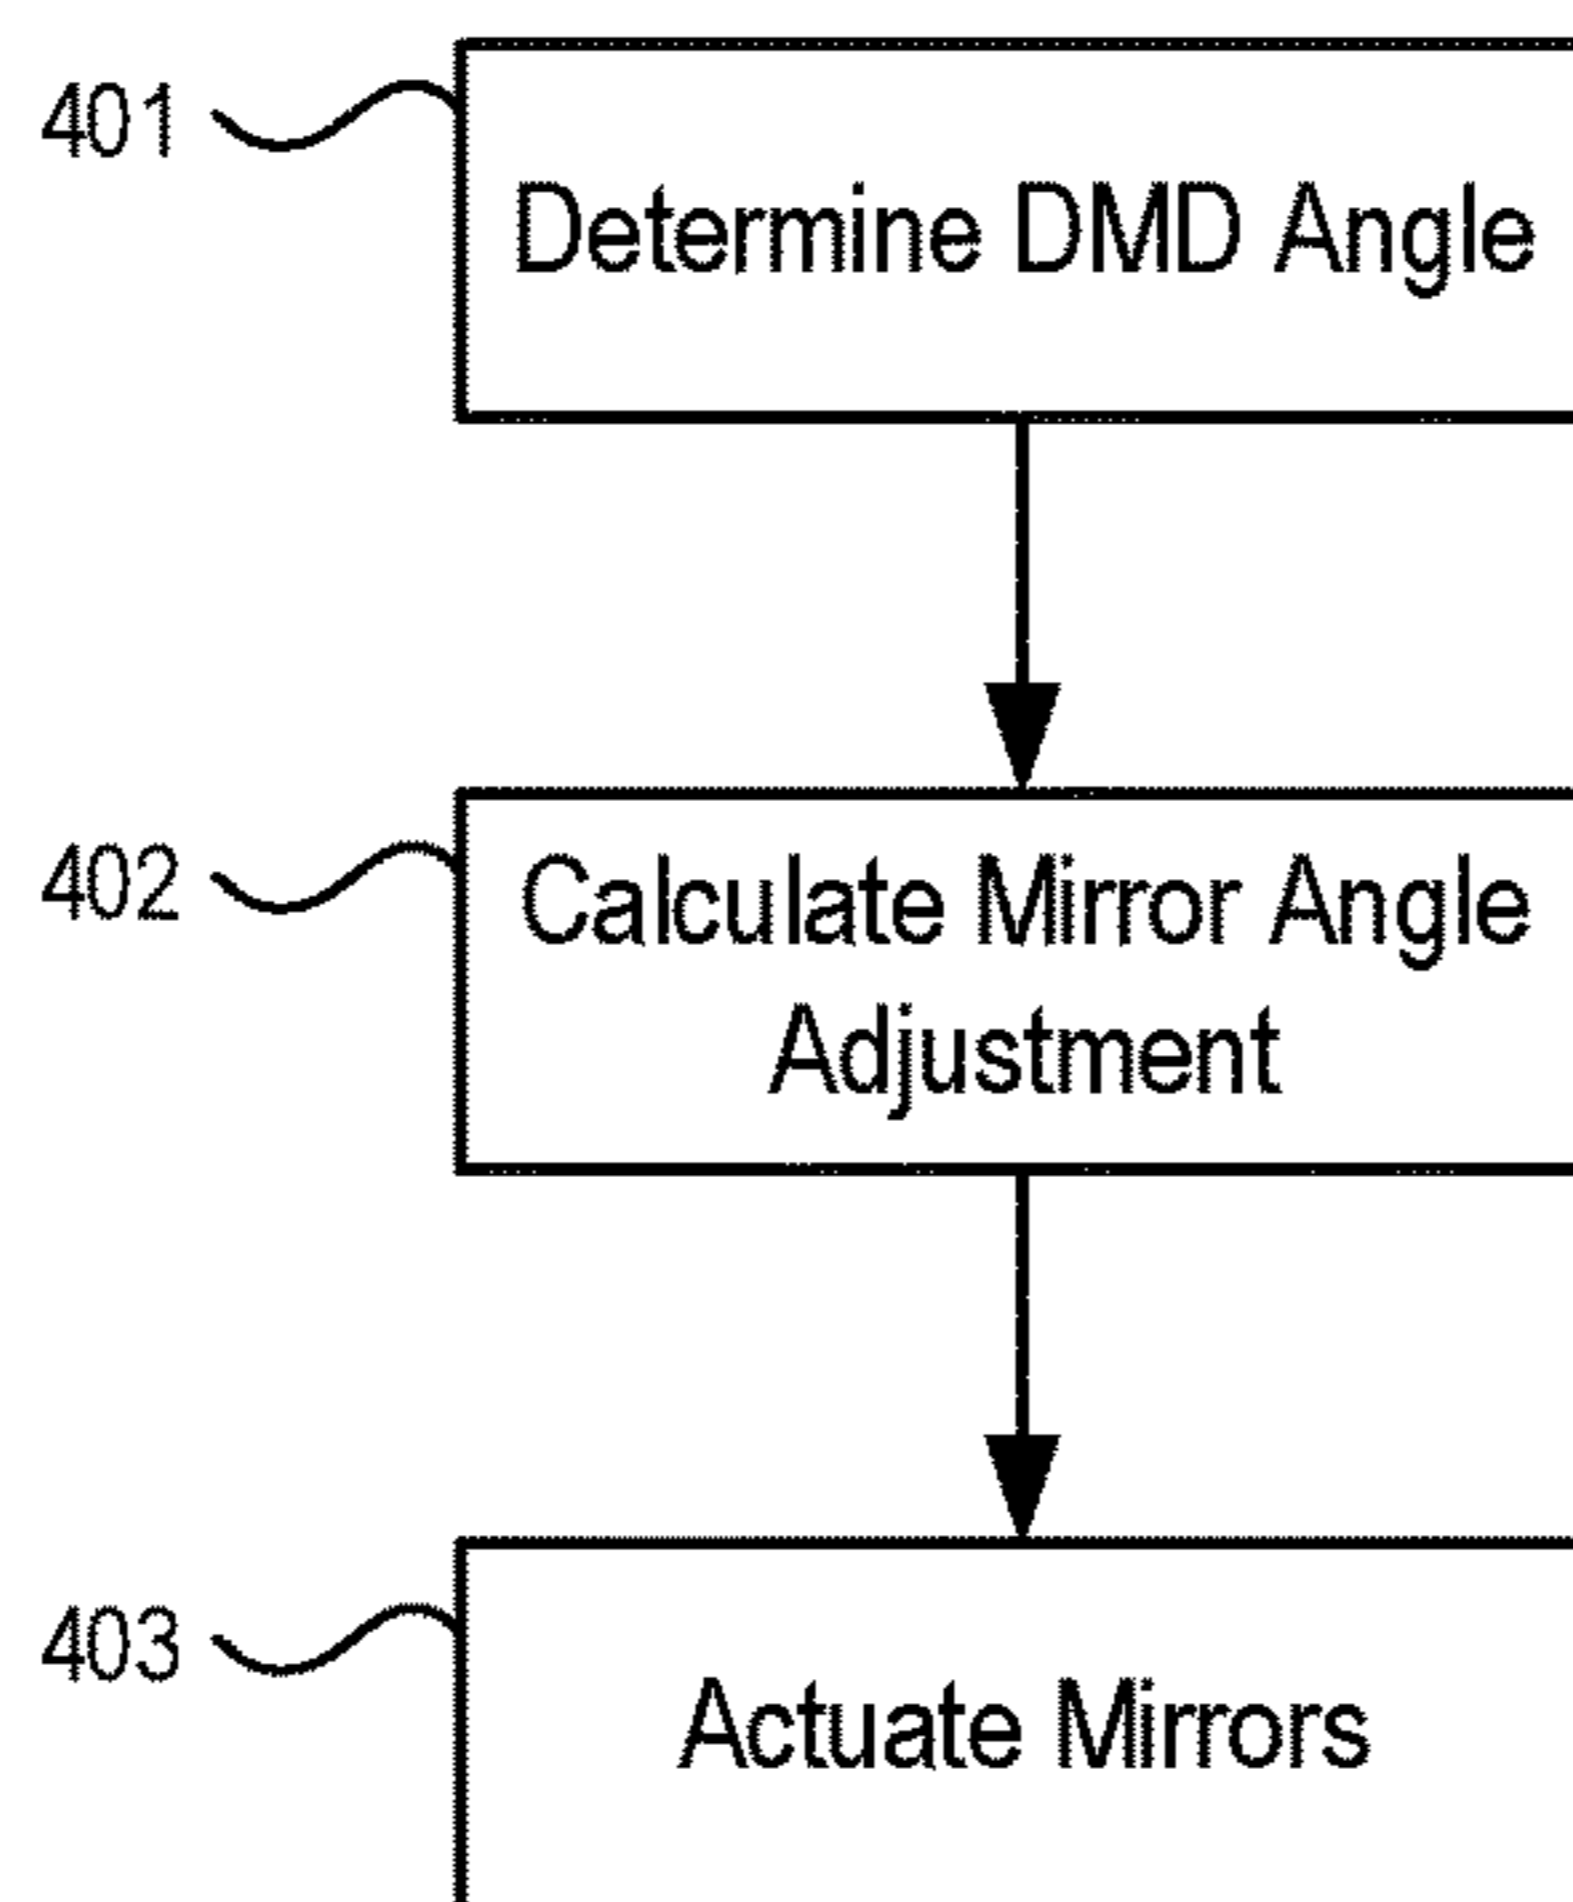 401
Determine DMD Angle
402
Calculate Mirror Angle
Adjustment
403
Actuate Mirrors